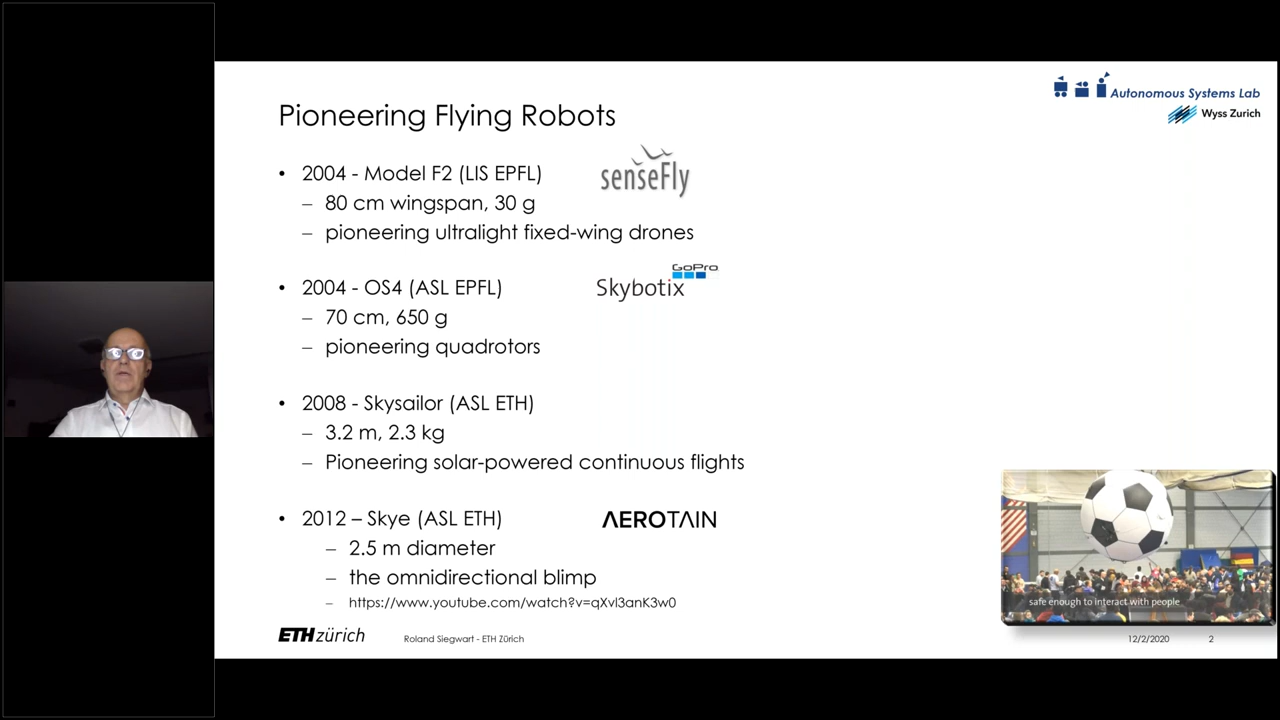 Autonomous Systems Lab
Wyss Zurich
Pioneering Flying Robots
• 2004 - Model F2 (LIS EPFL)
senseFly
– 80 cm wingspan, 30 g
– pioneering ultralight fixed-wing drones
• 2004 - OS4 (ASL EPFL)
GoPro
Skybotix
– 70 cm, 650 g
– pioneering quadrotors
• 2008 - Skysailor (ASL ETH)
– 3.2 m, 2.3 kg
– Pioneering solar-powered continuous flights
• 2012 – Skye (ASL ETH)
AEROTAIN
– 2.5 m diameter
– the omnidirectional blimp
– https://www.youtube.com/watch?v=qXvI3anK3w0
safe enough to interact with people
ETH zürich
Roland Siegwart - ETH Zürich
12/2/2020
2